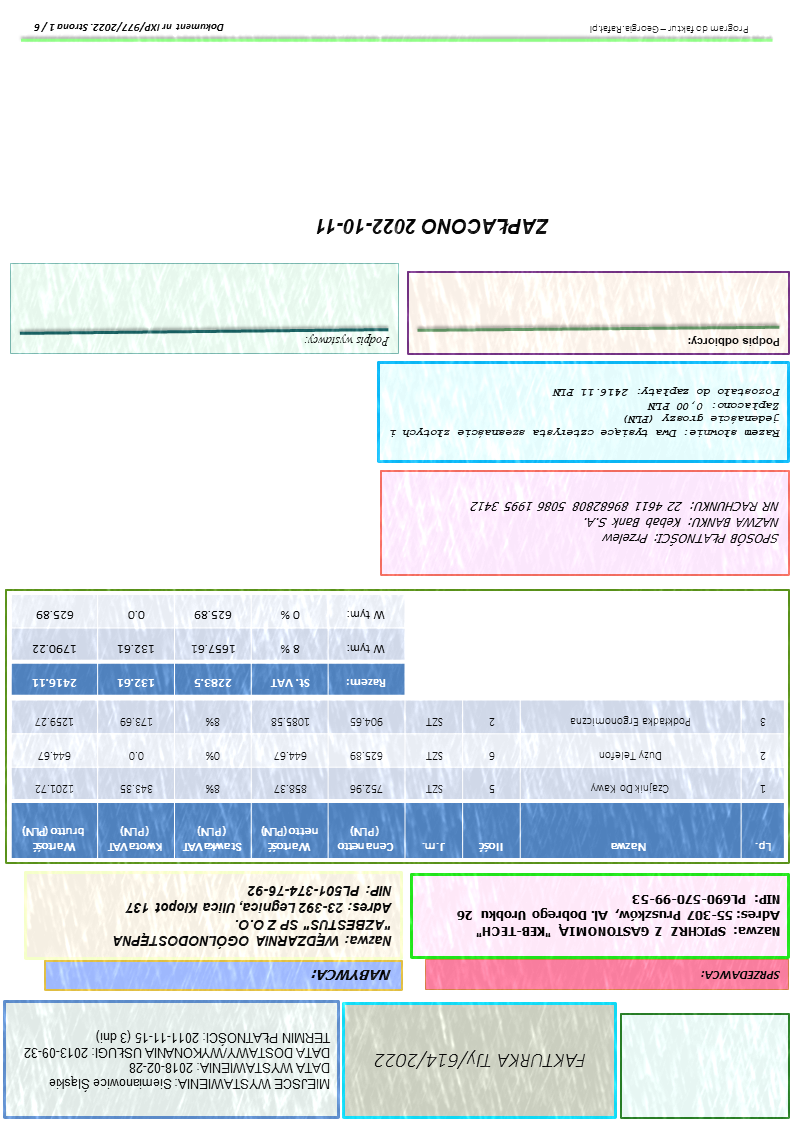 FAKTURKA TJy/614/2022
MIEJSCE WYSTAWIENIA: Siemianowice Śląskie
DATA WYSTAWIENIA: 2018-02-28
DATA DOSTAWY/WYKONANIA USŁUGI: 2013-09-32
TERMIN PŁATNOŚCI: 2011-11-15 (3 dni)
SPRZEDAWCA:
Nazwa: SPICHRZ Z GASTONOMIĄ "KEB-TECH"
Adres: 55-307 Pruszków, Al. Dobrego Urobku 26
NIP: PL690-570-99-53
NABYWCA:
Nazwa: WĘDZARNIA OGÓLNODOSTĘPNA
"AZBESTUS" SP Z O.O.
Adres: 23-392 Legnica, Ulica Kłopot 137
NIP: PL501-374-76-92
Lp. Nazwa Ilość J.m. Cena netto (PLN) Wartość netto (PLN) Stawka VAT (PLN) Kwota VAT (PLN) Wartość brutto (PLN)
1 Czajnik Do Kawy 5 SZT 752.96 858.37 8% 343.35 1201.72
2 Duży Telefon 6 SZT 625.89 644.67 0% 0.0 644.67
3 Podkładka Ergonomiczna 2 SZT 904.65 1085.58 8% 173.69 1259.27
Razem: St. VAT 2283.5 132.61 2416.11
W tym: 8 % 1657.61 132.61 1790.22
W tym: 0 % 625.89 0.0 625.89
SPOSÓB PŁATNOŚCI: Przelew
NAZWA BANKU: Kebab Bank S.A.
NR RACHUNKU: 22 4611 89682808 5086 1995 3412
Razem słownie: Dwa tysiące czterysta szesnaście złotych i
jedenaście groszy (PLN)
Zapłacono: 0,00 PLN
Pozostało do zapłaty: 2416.11 PLN
Podpis odbiorcy:
Podpis wystawcy:
ZAPŁACONO 2022-10-11
Program do faktur – Georgia.Rafat.pl
Dokument nr IXP/977/2022. Strona 1 / 6